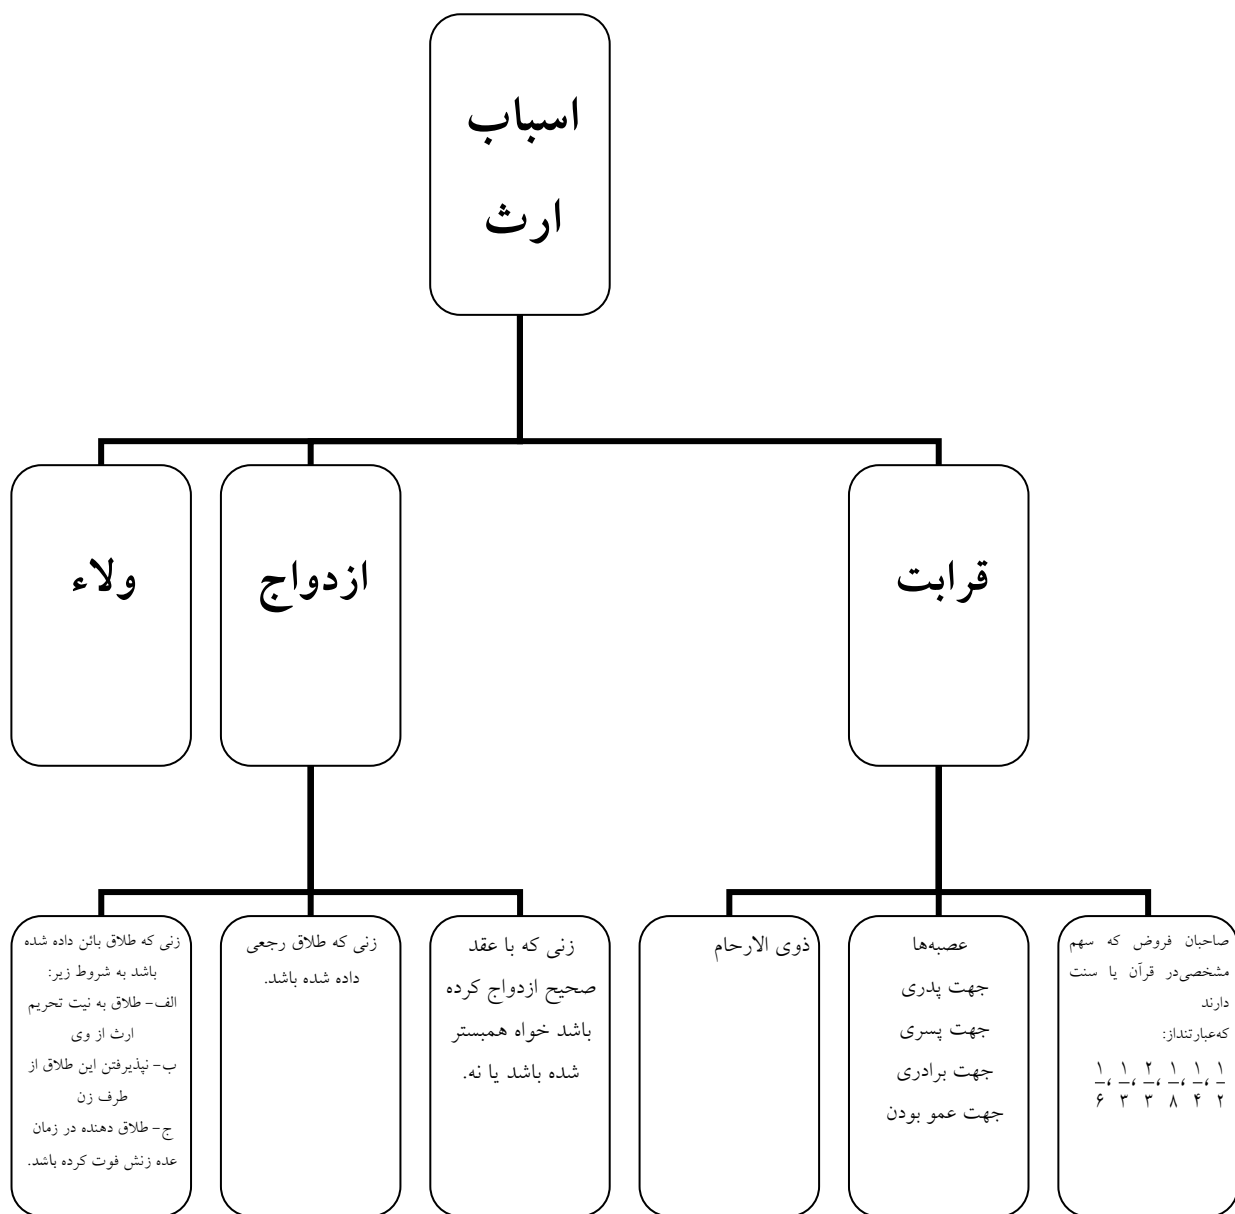 اسباب
ارث
قرابت
ازدواج
ولاء
صاحبان فروض که سهم
مشخصی‌در قرآن یا سنت
دارند
که‌عبارتنداز:
۱/۲، ۱/۴، ۱/۸، ۲/۳، ۱/۳، ۱/۶
عصبه‌ها
جهت پدری
جهت پسری
جهت برادری
جهت عمو بودن
ذوی الارحام
زنی که با عقد
صحیح ازدواج کرده
باشد خواه همبستر
شده باشد یا نه.
زنی که طلاق رجعی
داده شده باشد.
زنی که طلاق بائن داده شده
باشد به شروط زیر:
الف- طلاق به نیت تحریم
ارث از وی
ب- نپذیرفتن این طلاق از
طرف زن
ج- طلاق دهنده در زمان
عده زنش فوت کرده باشد.